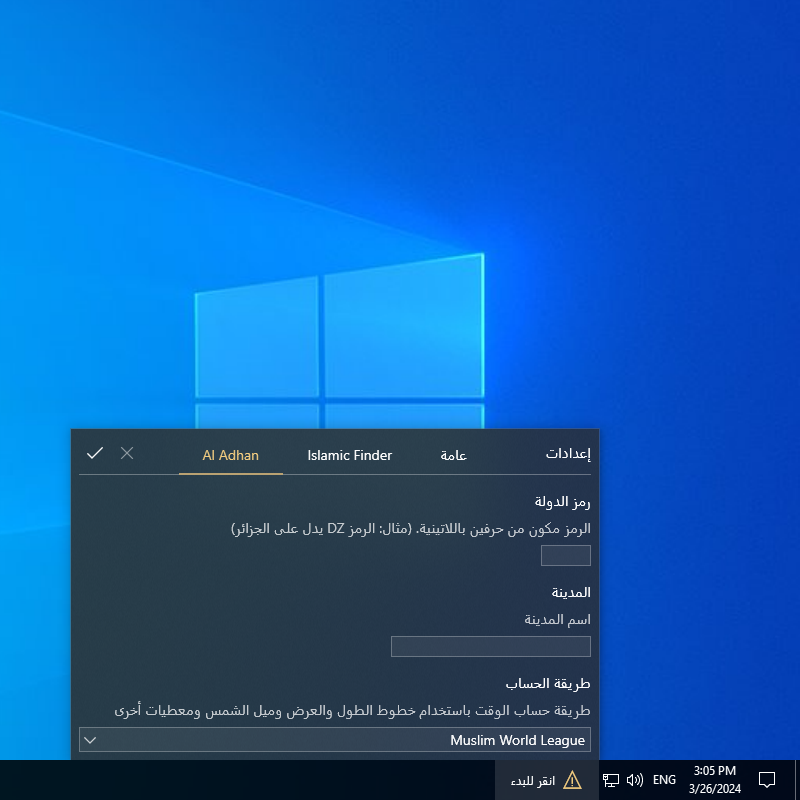 إعدادات
عامة
Islamic Finder
Al Adhan
رمز الدولة
الرمز مكون من حرفين باللاتينية. (مثال: الرمز DZ يدل على الجزائر)
المدينة
اسم المدينة
طريقة الحساب
طريقة حساب الوقت باستخدام خطوط الطول والعرض وميل الشمس ومعطيات أخرى
Muslim World League
انقر للبدء
ENG
3:05 PM
3/26/2024